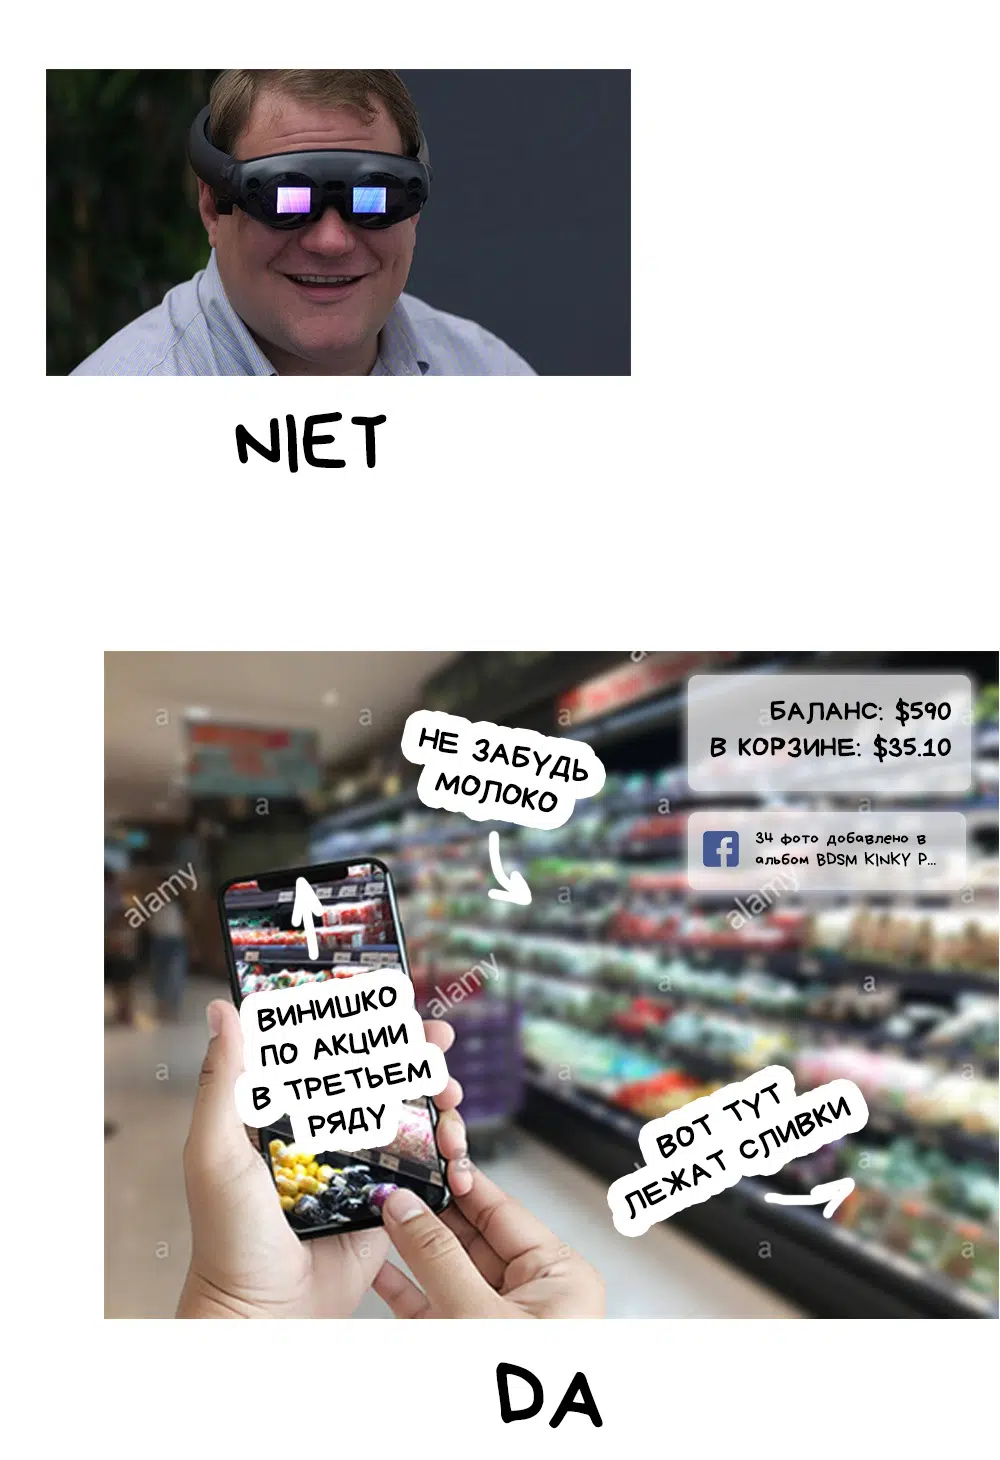 NIET
НЕ ЗАБУДЬ
МОЛОКО
БАЛАНС: $590
В КОРЗИНЕ: $35.10
34 фото добавлено в
альбом BDSM KINKY P...
ВИНИШКО
ПО АКЦИИ
В ТРЕТЬЕМ
РЯДУ
ВОТ ТУТ
ЛЕЖАТ СЛИВКИ
alamy
alamy
alamy
a
DA